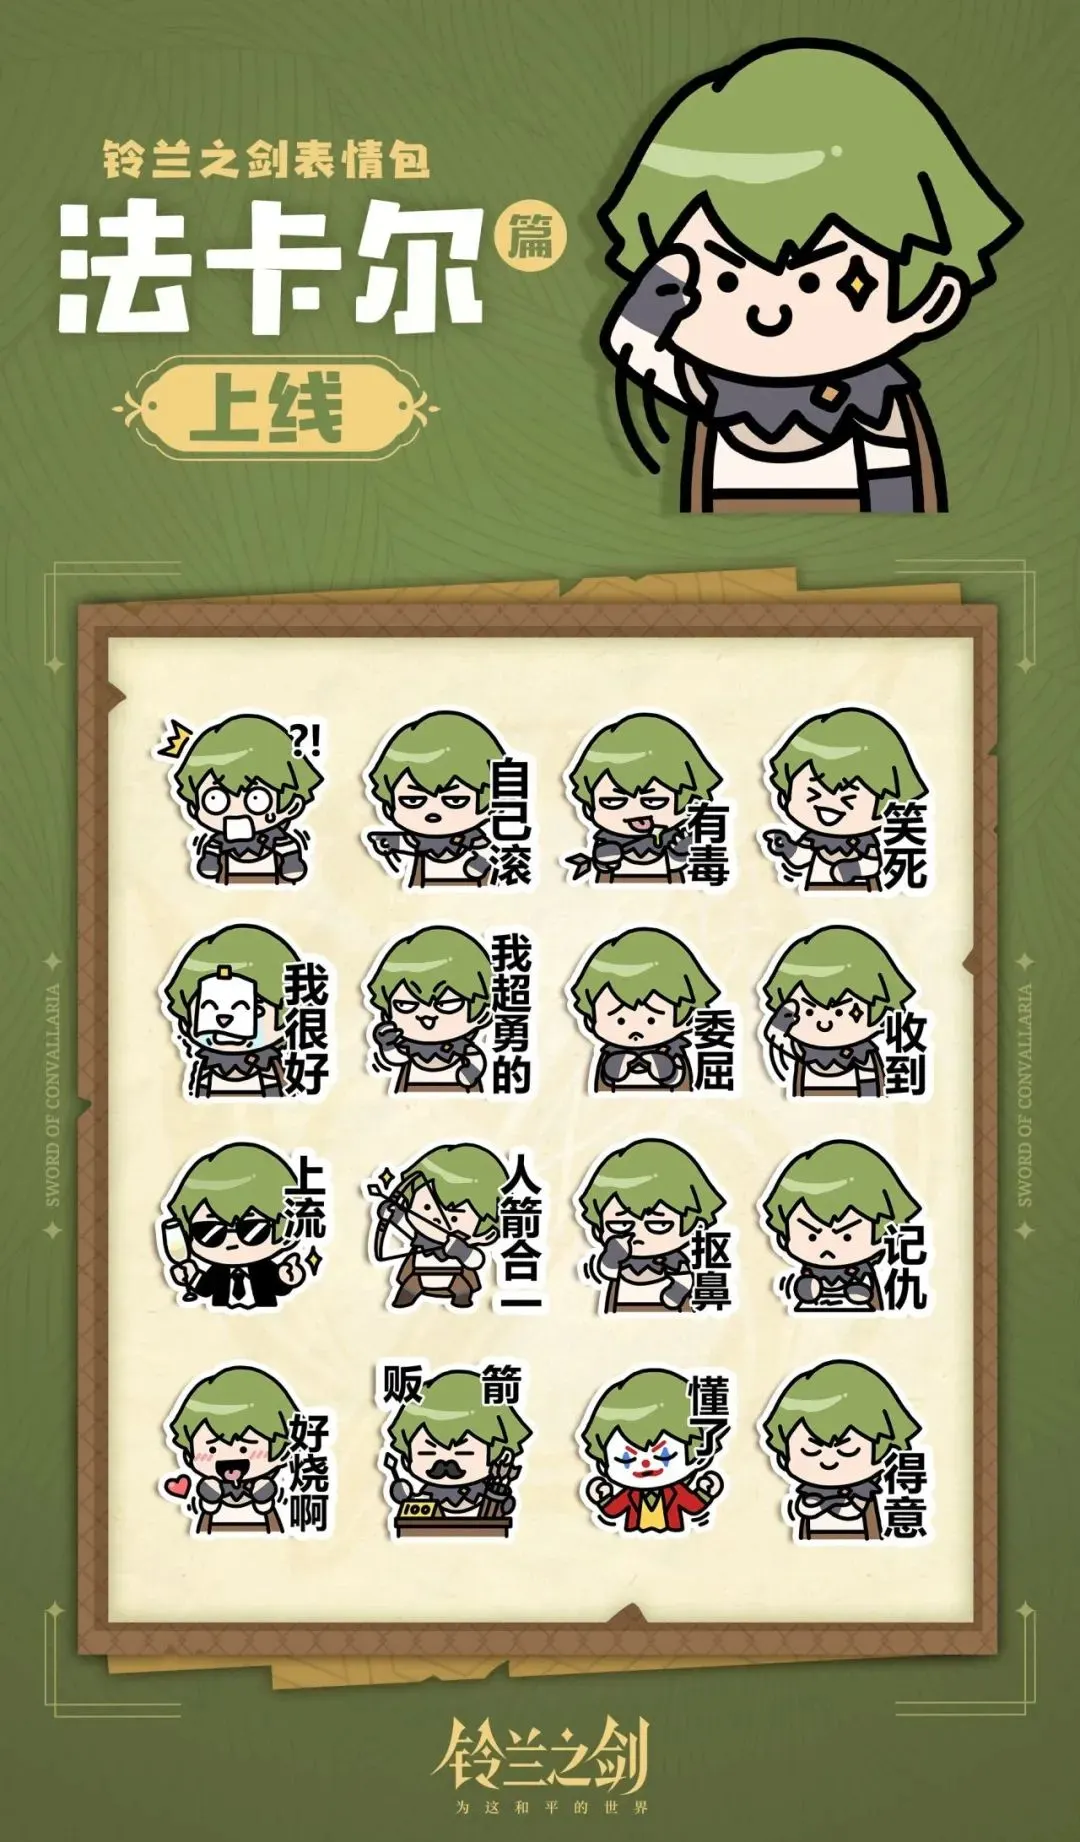 铃兰之剑表情包
法卡尔篇
上线
?!
自己滚
有毒
笑死
我很好
我超勇的
委屈
收到
上流
人箭合一
抠鼻
记仇
好烧啊
贩箭
100
懂了
得意
SWORD OF CONVALLARIA
SWORD OF CONVALLARIA
铃兰之剑
为这和平的世界